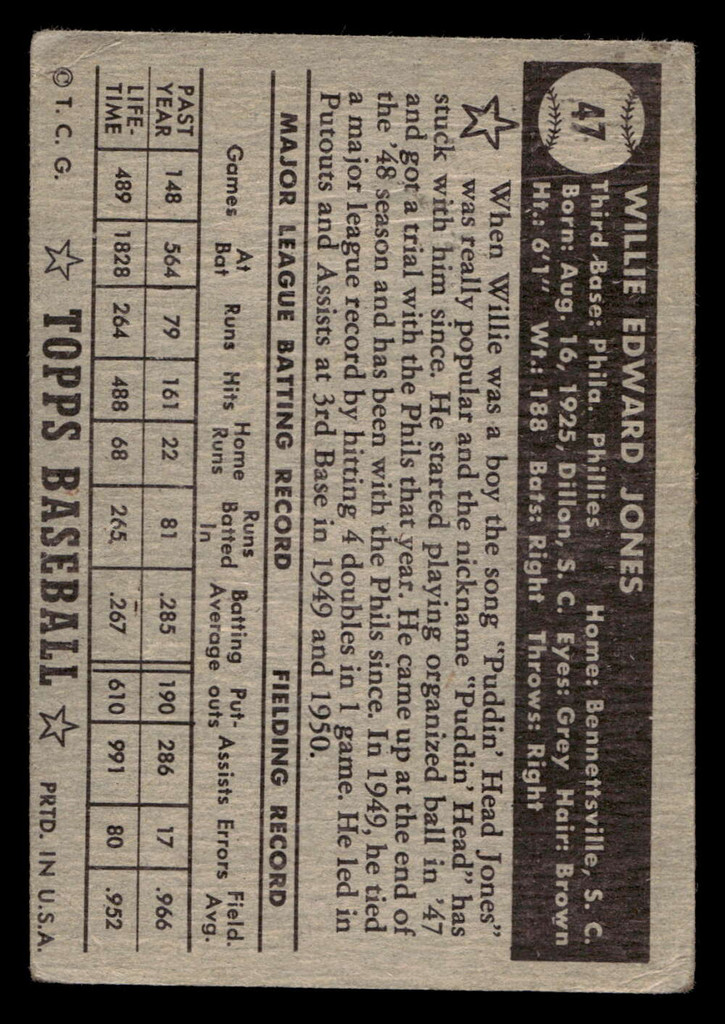 47
WILLIE EDWARD JONES
Third Base: Phila. Phillies Home: Bennettsville, S. C.
Born: Aug. 16, 1925, Dillon, S. C. Eyes: Grey Hair: Brown
Ht.: 6'1" Wt.: 188 Bats: Right Throws: Right
When Willie was a boy the song "Puddin' Head Jones"
was really popular and the nickname "Puddin' Head" has
stuck with him since. He started playing organized ball in '47
and got a trial with the Phils that year. He came up at the end of
the '48 season and has been with the Phils since. In 1949, he tied
a major league record by hitting 4 doubles in 1 game. He led in
Putouts and Assists at 3rd Base in 1949 and 1950.
MAJOR LEAGUE BATTING RECORD FIELDING RECORD
Games At Bat Runs Hits Home Runs Runs Batted In Batting Average Put-outs Assists Errors Field. Avg.
PAST YEAR 148 564 79 161 22 81 .285 190 286 17 .966
LIFE-TIME 489 1828 264 488 68 265 .267 610 991 80 .952
© T. C. G. TOPPS BASEBALL PRTD. IN U.S.A.